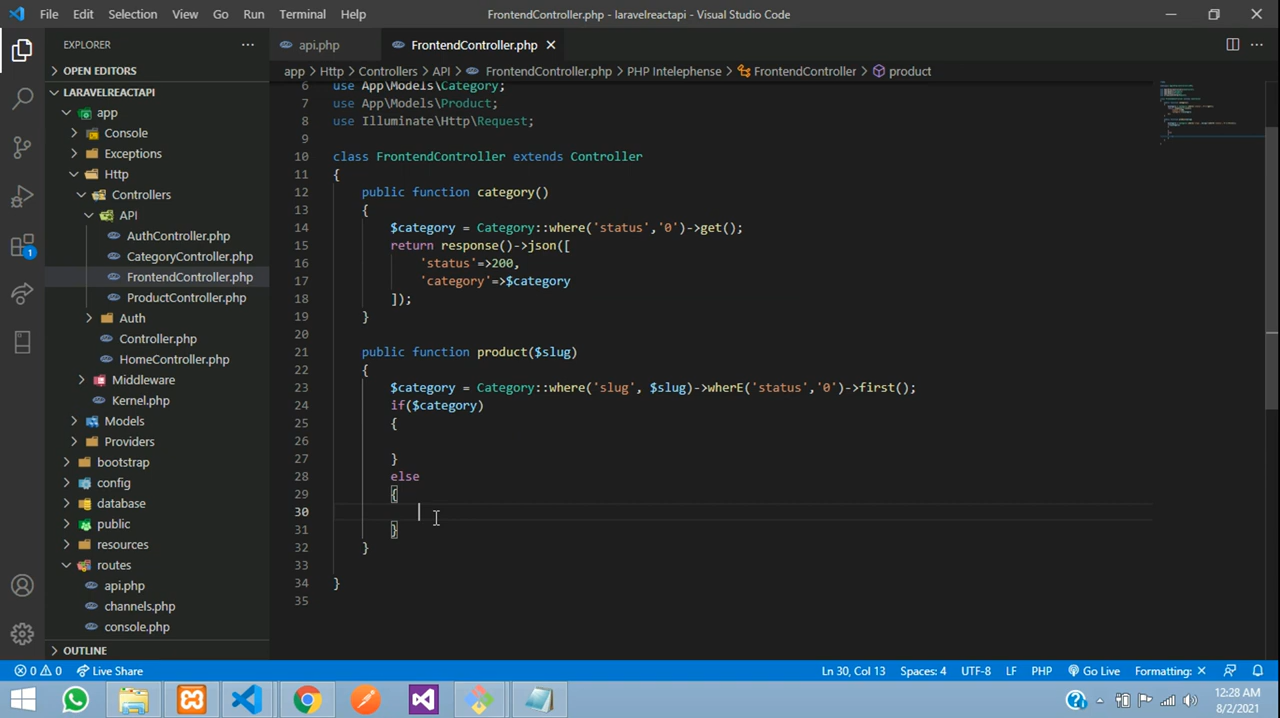 File Edit Selection View Go Run Terminal Help FrontendController.php - laravelreactapi - Visual Studio Code
EXPLORER
OPEN EDITORS
LARAVELREACTAPI
app
Console
Exceptions
Http
Controllers
API
AuthController.php
CategoryController.php
FrontendController.php
ProductController.php
Auth
Controller.php
HomeController.php
Middleware
Kernel.php
Models
Providers
bootstrap
config
database
public
resources
routes
api.php
channels.php
console.php
OUTLINE
1
api.php FrontendController.php
app > Http > Controllers > API > FrontendController.php > PHP Intelephense > FrontendController > product
6 use App\Models\Category;
7 use App\Models\Product;
8 use Illuminate\Http\Request;
9
10 class FrontendController extends Controller
11 {
12 public function category()
13 {
14 $category = Category::where('status','0')->get();
15 return response()->json([
16 'status'=>200,
17 'category'=>$category
18 ]);
19 }
20
21 public function product($slug)
22 {
23 $category = Category::where('slug', $slug)->wherE('status','0')->first();
24 if($category)
25 {
26
27 }
28 else
29 {
30
31 }
32 }
33
34 }
35
0 0 Live Share Ln 30, Col 13 Spaces: 4 UTF-8 LF PHP Go Live Formatting: ✕
12:28 AM
8/2/2021